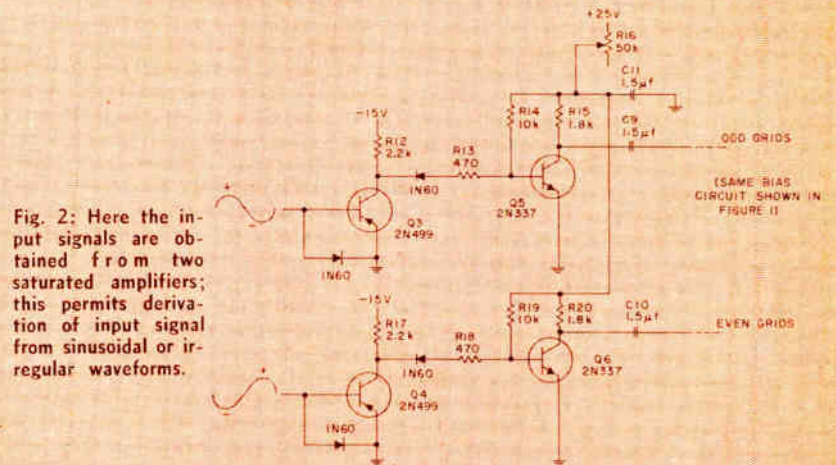 +25V
R16
50k
C11
1.5µf
-15V
R12
2.2k
R13
470
R14
10k
R15
1.8k
C9
1.5µf
ODD GRIDS
1N60
Q5
2N337
(SAME BIAS
CIRCUIT SHOWN IN
FIGURE 1)
+
-
Q3
2N499
1N60
Fig. 2: Here the in-
put signals are ob-
tained from two
saturated amplifiers;
this permits deriva-
tion of input signal
from sinusoidal or ir-
regular waveforms.
-15V
R17
2.2k
R18
470
R19
10k
R20
1.8k
C10
1.5µf
EVEN GRIDS
1N60
Q6
2N337
+
-
Q4
2N499
1N60